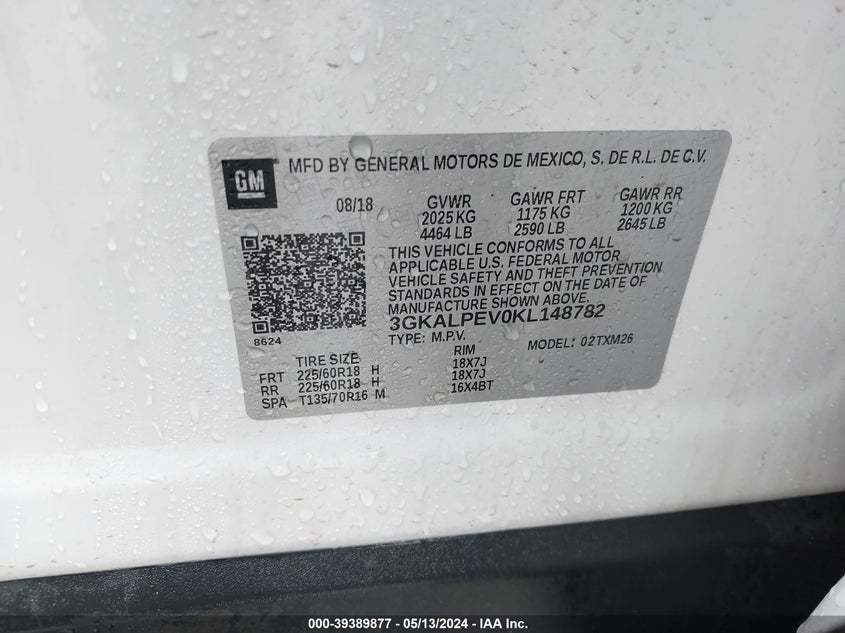 GM
MFD BY GENERAL MOTORS DE MEXICO, S. DE R.L. DE C.V.
08/18 GVWR GAWR FRT GAWR RR
2025 KG 1175 KG 1200 KG
4464 LB 2590 LB 2645 LB
THIS VEHICLE CONFORMS TO ALL
APPLICABLE U.S. FEDERAL MOTOR
VEHICLE SAFETY AND THEFT PREVENTION
STANDARDS IN EFFECT ON THE DATE OF
MANUFACTURE SHOWN ABOVE.
3GKALPEV0KL148782
8624
TYPE: M.P.V. MODEL: 02TXM26
TIRE SIZE RIM
FRT 225/60R18 H 18X7J
RR 225/60R18 H 18X7J
SPA T135/70R16 M 16X4BT
000-39389877 - 05/13/2024 - IAA Inc.